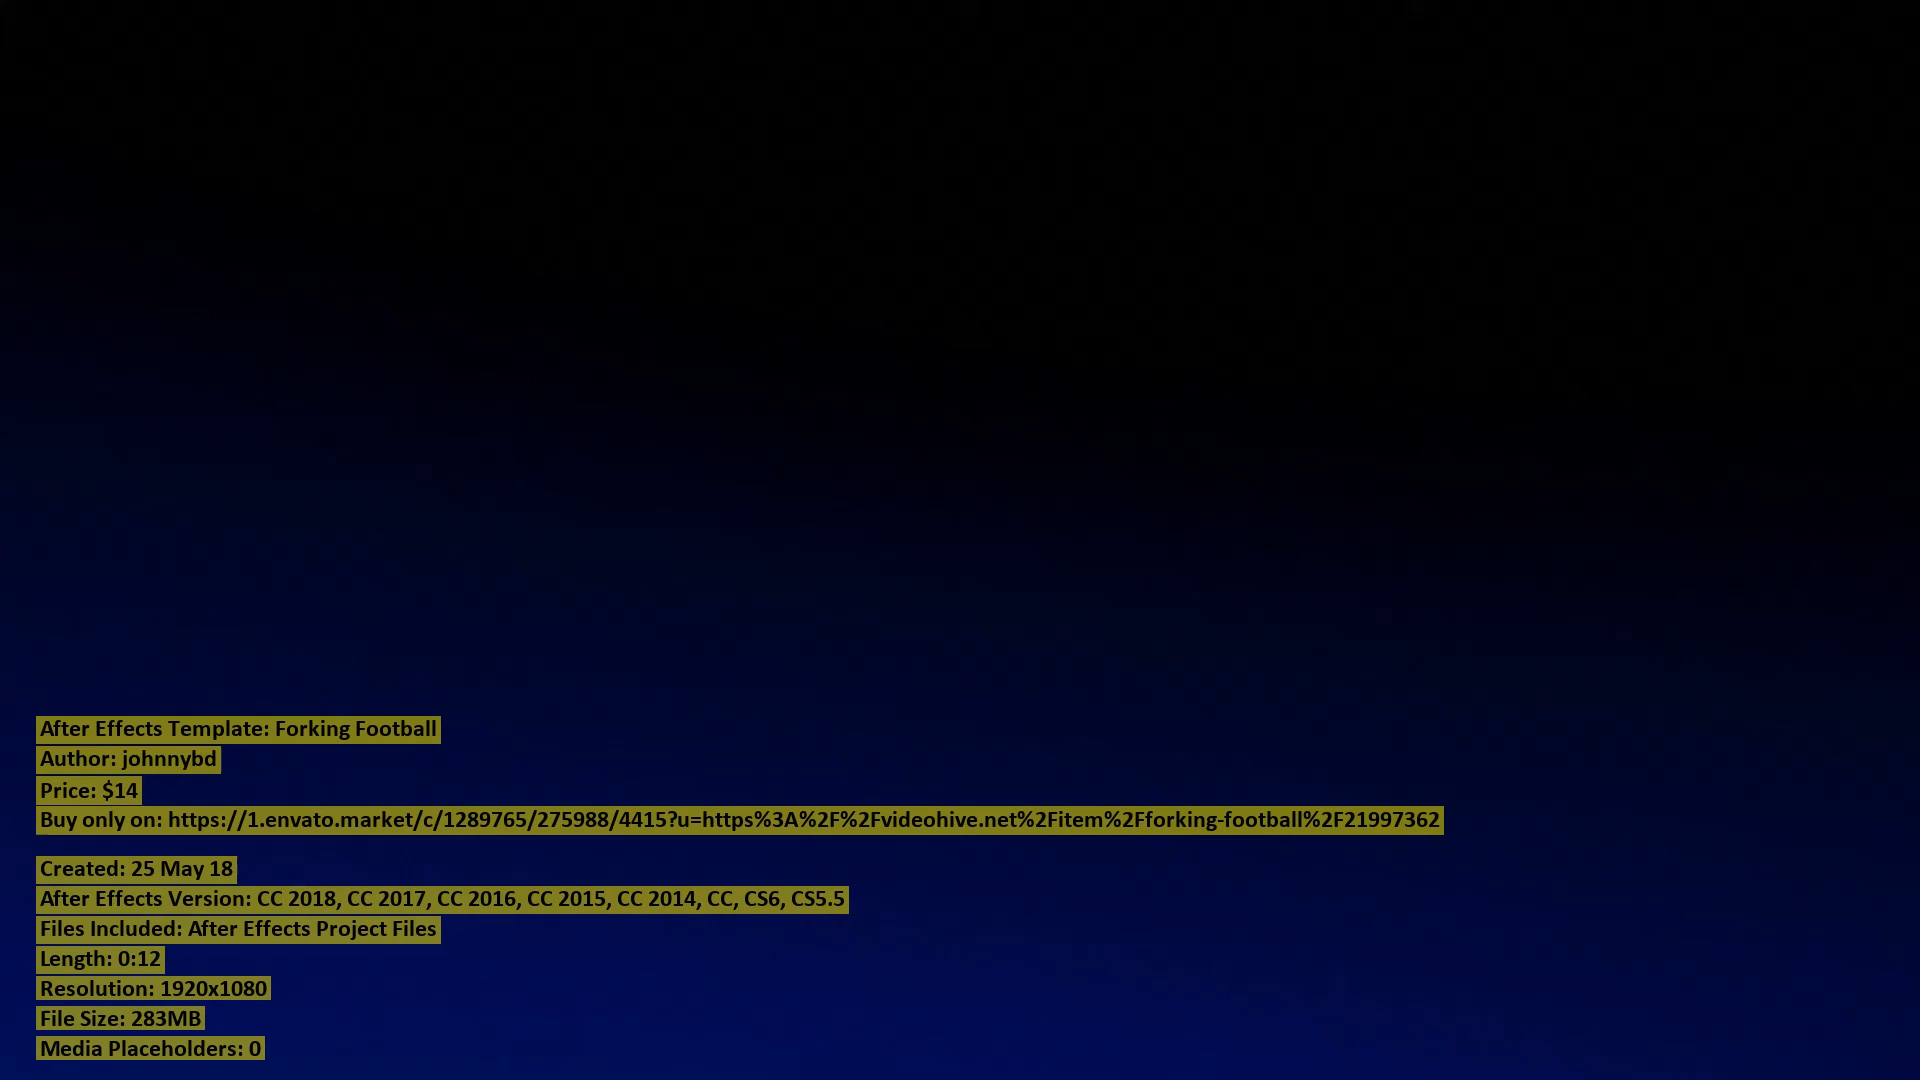 After Effects Template: Forking Football
Author: johnnybd
Price: $14
Buy only on: https://1.envato.market/c/1289765/275988/4415?u=https%3A%2F%2Fvideohive.net%2Fitem%2Fforking-football%2F21997362
Created: 25 May 18
After Effects Version: CC 2018, CC 2017, CC 2016, CC 2015, CC 2014, CC, CS6, CS5.5
Files Included: After Effects Project Files
Length: 0:12
Resolution: 1920x1080
File Size: 283MB
Media Placeholders: 0